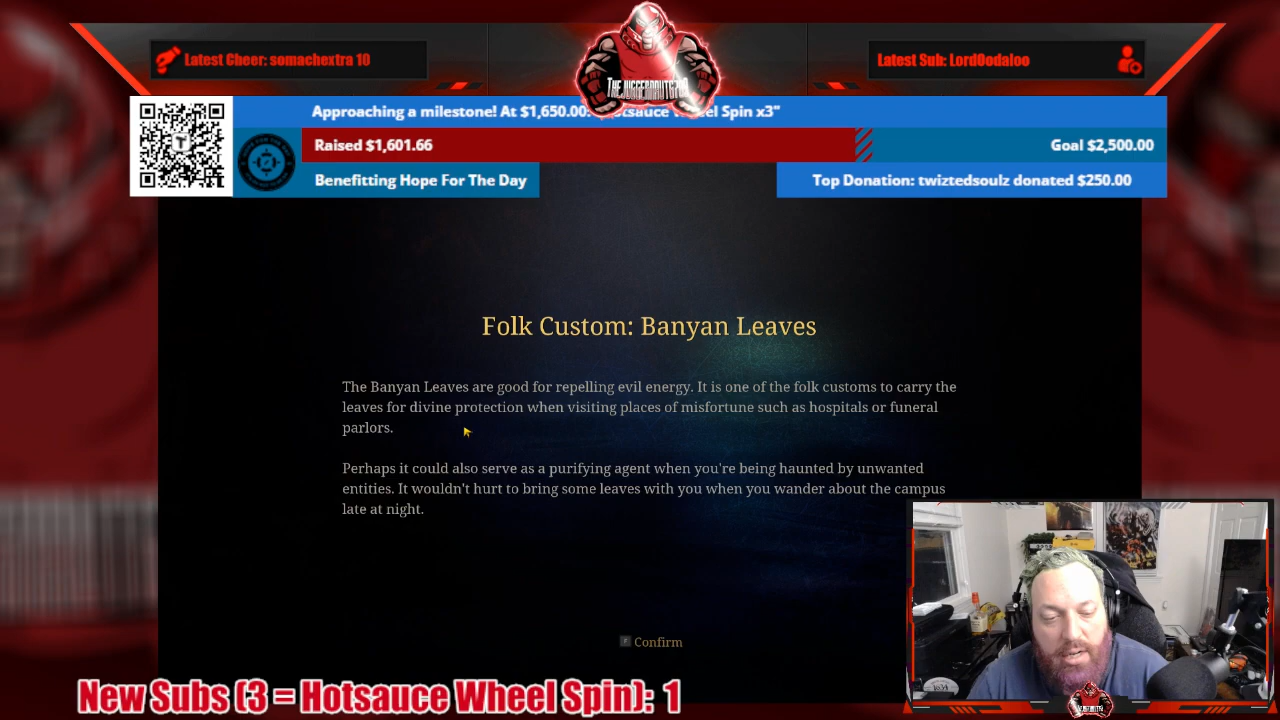 Latest Cheer: somachextra 10
THEJUGGERNAUT6780
Latest Sub: LordOodaloo
Approaching a milestone! At $1,650.00: Spin x3"
Raised $1,601.66
Goal $2,500.00
Benefitting Hope For The Day
Top Donation: twiztedsoulz donated $250.00
Folk Custom: Banyan Leaves
The Banyan Leaves are good for repelling evil energy. It is one of the folk customs to carry the
leaves for divine protection when visiting places of misfortune such as hospitals or funeral
parlors.
Perhaps it could also serve as a purifying agent when you're being haunted by unwanted
entities. It wouldn't hurt to bring some leaves with you when you wander about the campus
late at night.
Confirm
New Subs (3 = Hotsauce Wheel Spin): 1